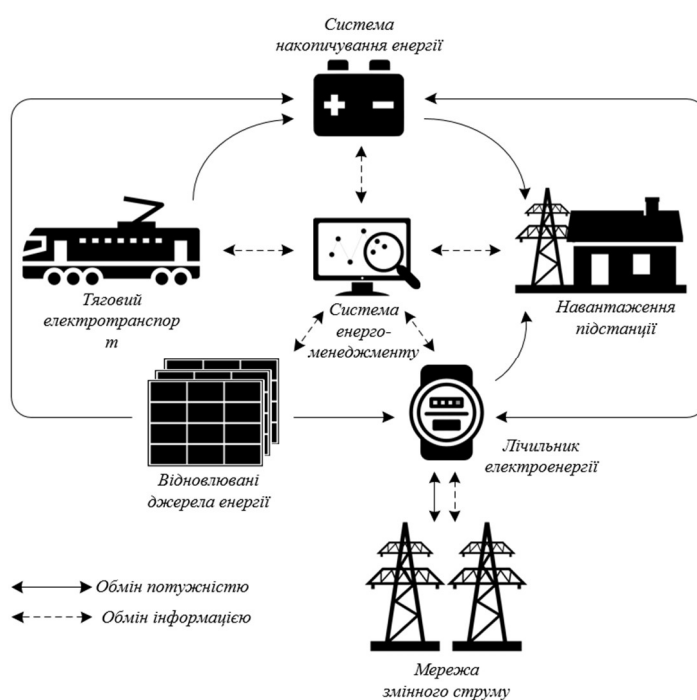 Система
накопичування енергії
Тяговий
електротранспор
т
Система
енерго-
менеджменту
Навантаження
підстанції
Відновлювані
джерела енергії
Лічильник
електроенергії
Обмін потужністю
Обмін інформацією
Мережа
змінного струму